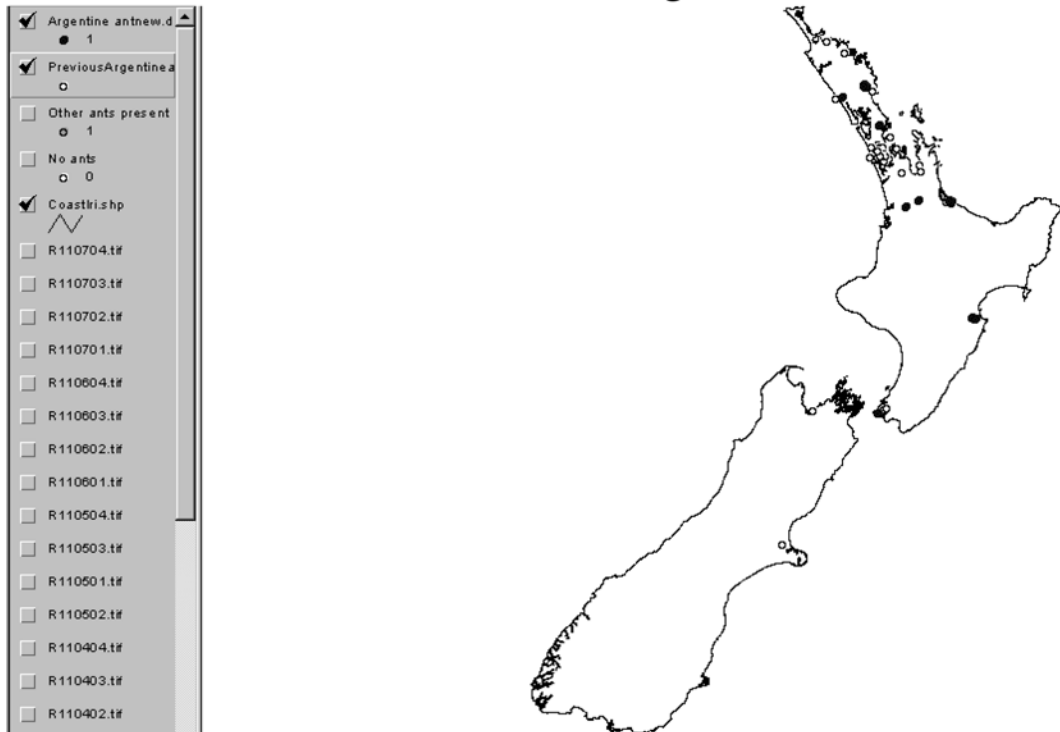 Argentine antnew.d
1
PreviousArgentinea
Other ants present
1
No ants
0
Coastlri.shp
R110704.tif
R110703.tif
R110702.tif
R110701.tif
R110604.tif
R110603.tif
R110602.tif
R110601.tif
R110504.tif
R110503.tif
R110501.tif
R110502.tif
R110404.tif
R110403.tif
R110402.tif